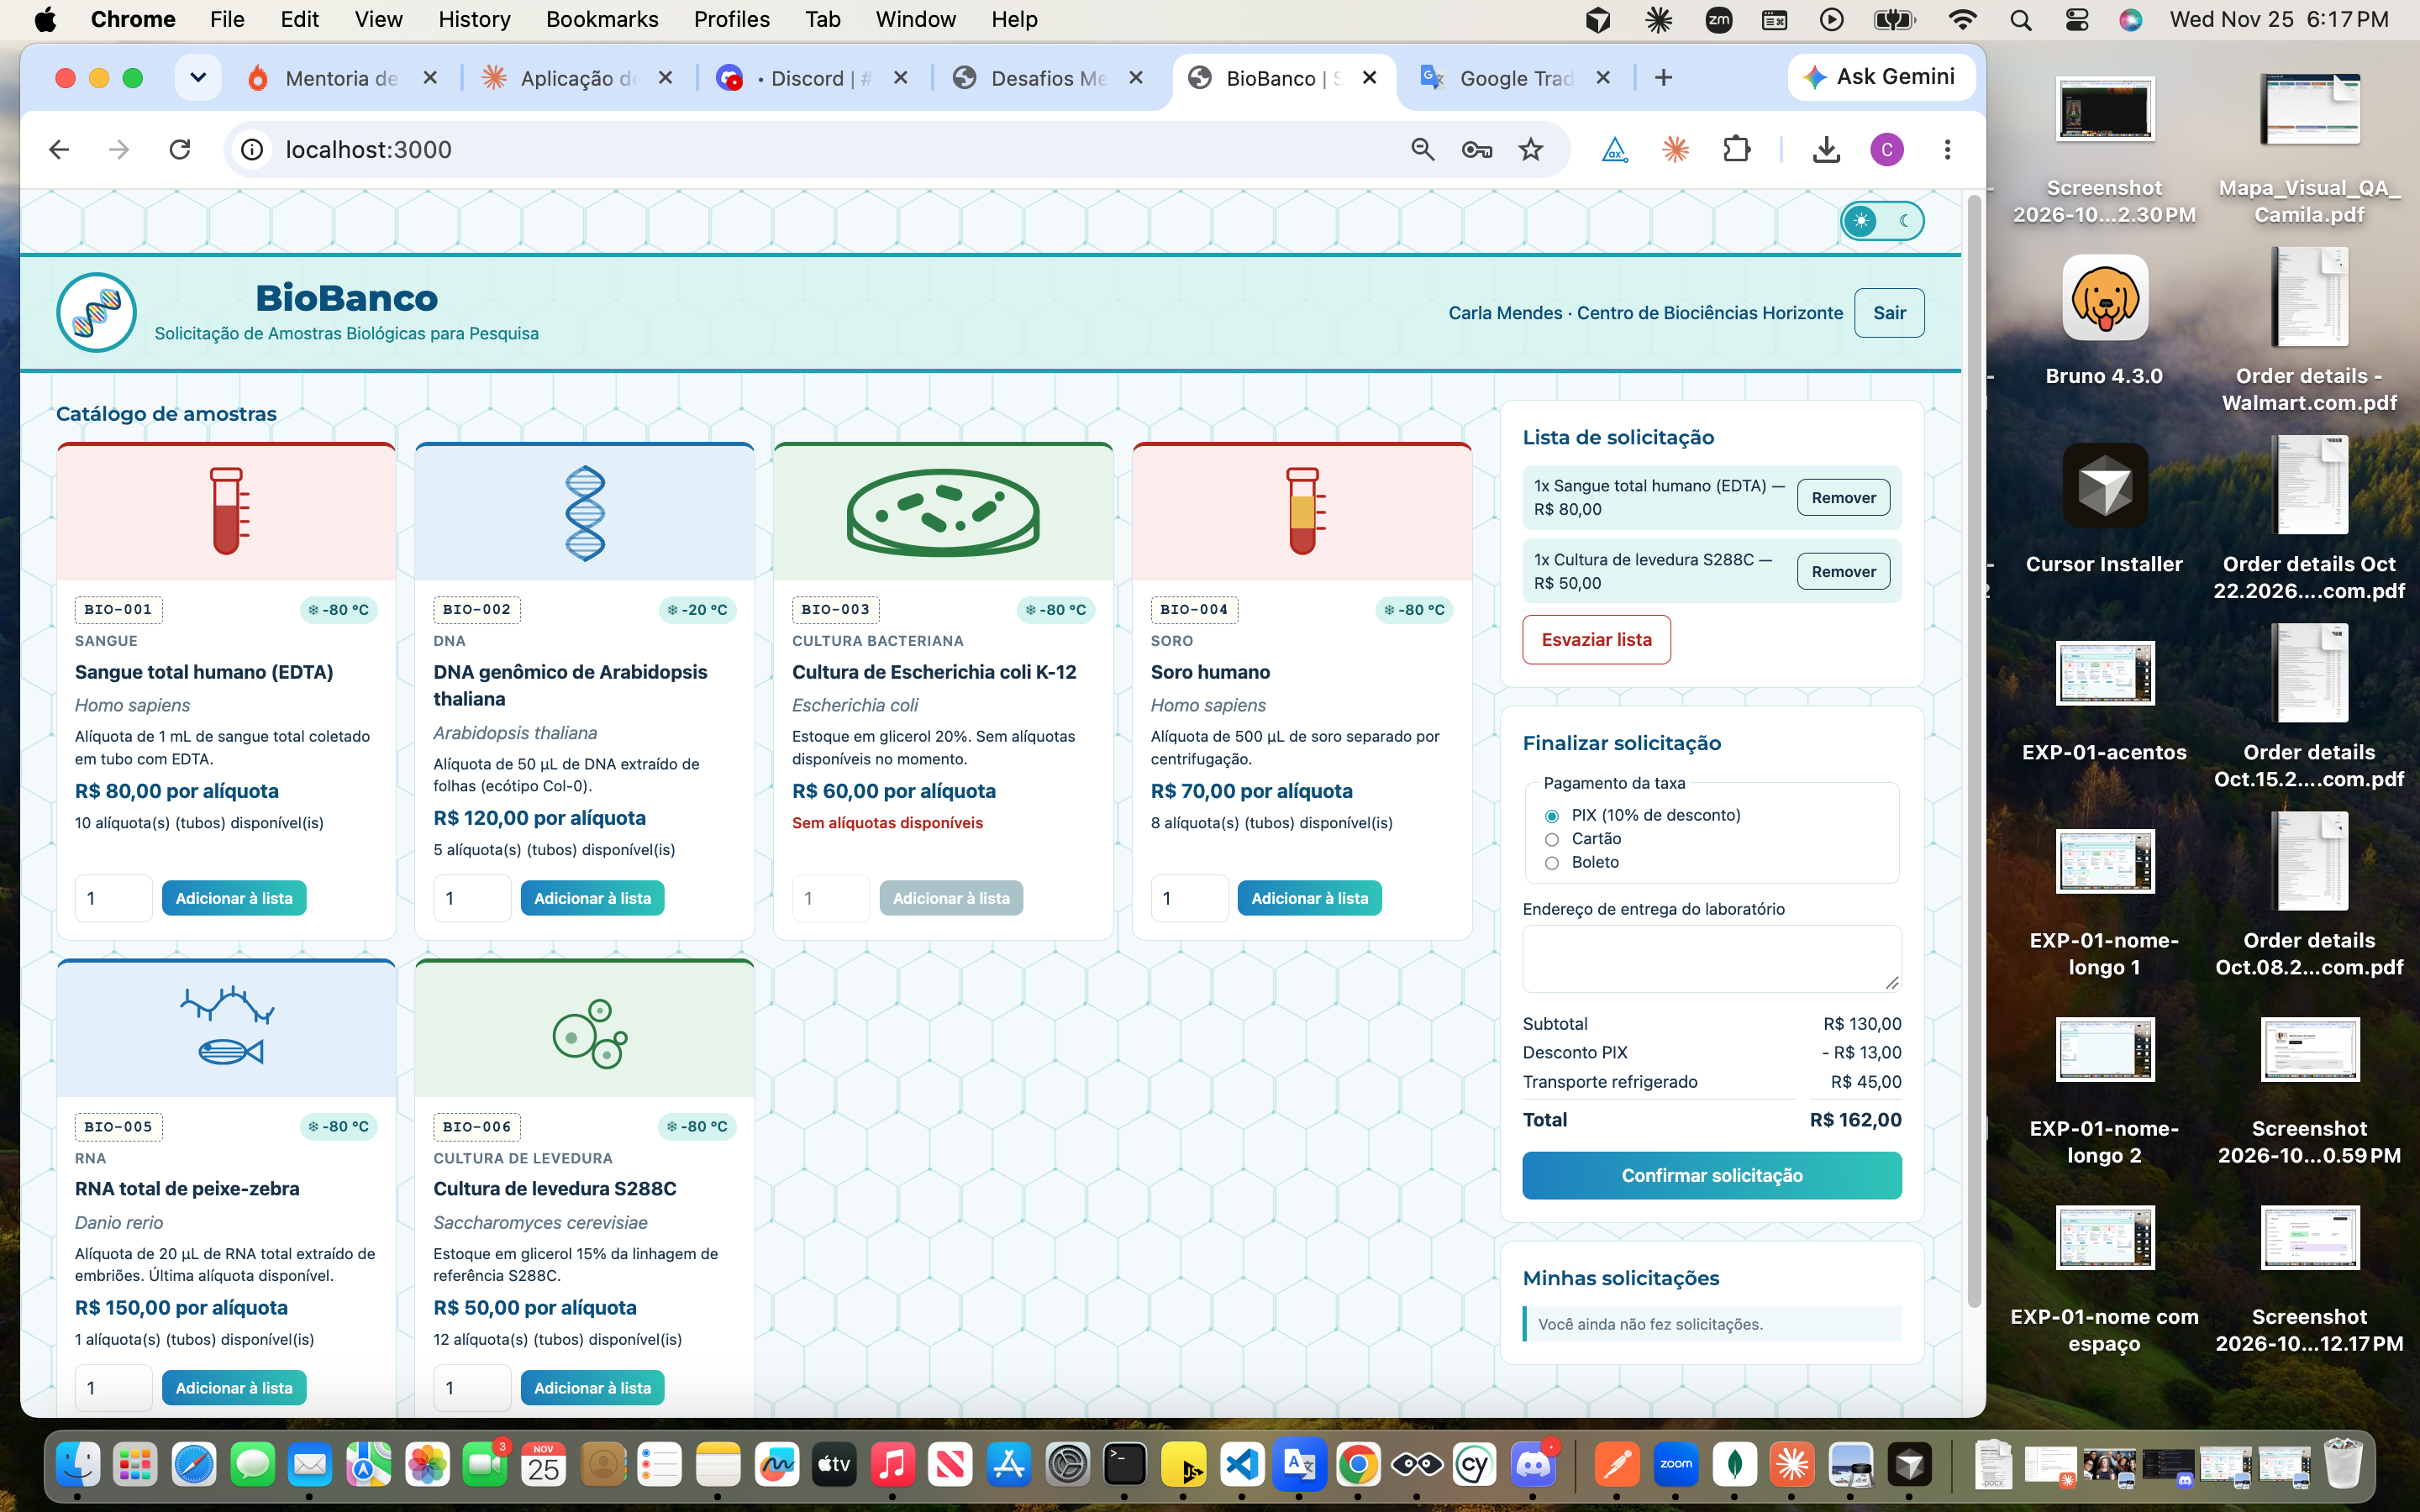 Chrome File Edit View History Bookmarks Profiles Tab Window Help
zm
Wed Nov 25 6:17 PM
Mentoria de
Aplicação de
• Discord | #
Desafios Me
BioBanco | S
Google Trad
Ask Gemini
localhost:3000
ax
C
BioBanco
Solicitação de Amostras Biológicas para Pesquisa
Carla Mendes · Centro de Biociências Horizonte
Sair
Catálogo de amostras
BIO-001
-80 °C
SANGUE
Sangue total humano (EDTA)
Homo sapiens
Alíquota de 1 mL de sangue total coletado
em tubo com EDTA.
R$ 80,00 por alíquota
10 alíquota(s) (tubos) disponível(is)
1
Adicionar à lista
BIO-002
-20 °C
DNA
DNA genômico de Arabidopsis
thaliana
Arabidopsis thaliana
Alíquota de 50 µL de DNA extraído de
folhas (ecótipo Col-0).
R$ 120,00 por alíquota
5 alíquota(s) (tubos) disponível(is)
1
Adicionar à lista
BIO-003
-80 °C
CULTURA BACTERIANA
Cultura de Escherichia coli K-12
Escherichia coli
Estoque em glicerol 20%. Sem alíquotas
disponíveis no momento.
R$ 60,00 por alíquota
Sem alíquotas disponíveis
1
Adicionar à lista
BIO-004
-80 °C
SORO
Soro humano
Homo sapiens
Alíquota de 500 µL de soro separado por
centrifugação.
R$ 70,00 por alíquota
8 alíquota(s) (tubos) disponível(is)
1
Adicionar à lista
BIO-005
-80 °C
RNA
RNA total de peixe-zebra
Danio rerio
Alíquota de 20 µL de RNA total extraído de
embriões. Última alíquota disponível.
R$ 150,00 por alíquota
1 alíquota(s) (tubos) disponível(is)
1
Adicionar à lista
BIO-006
-80 °C
CULTURA DE LEVEDURA
Cultura de levedura S288C
Saccharomyces cerevisiae
Estoque em glicerol 15% da linhagem de
referência S288C.
R$ 50,00 por alíquota
12 alíquota(s) (tubos) disponível(is)
1
Adicionar à lista
Lista de solicitação
1x Sangue total humano (EDTA) —
R$ 80,00
Remover
1x Cultura de levedura S288C —
R$ 50,00
Remover
Esvaziar lista
Finalizar solicitação
Pagamento da taxa
PIX (10% de desconto)
Cartão
Boleto
Endereço de entrega do laboratório
Subtotal R$ 130,00
Desconto PIX - R$ 13,00
Transporte refrigerado R$ 45,00
Total R$ 162,00
Confirmar solicitação
Minhas solicitações
Você ainda não fez solicitações.
Screenshot
2026-10...2.30 PM
Mapa_Visual_QA_
Camila.pdf
Bruno 4.3.0
Order details -
Walmart.com.pdf
Cursor Installer
Order details Oct
22.2026....com.pdf
EXP-01-acentos
Order details
Oct.15.2....com.pdf
EXP-01-nome-
longo 1
Order details
Oct.08.2...com.pdf
EXP-01-nome-
longo 2
Screenshot
2026-10...0.59 PM
EXP-01-nome com
espaço
Screenshot
2026-10...12.17 PM
3
NOV
25
tv
cy
zoom